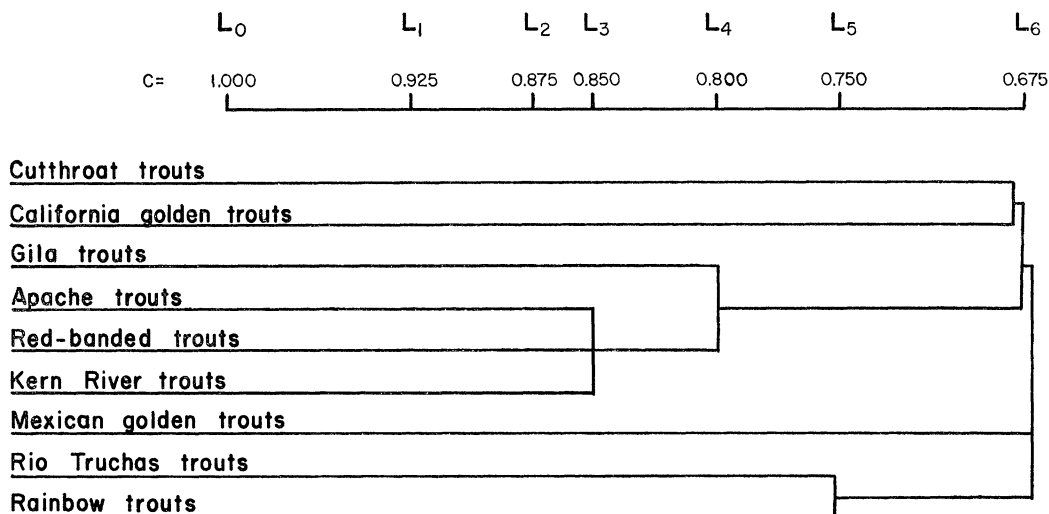 L₀ L₁ L₂ L₃ L₄ L₅ L₆
C= 1.000 0.925 0.875 0.850 0.800 0.750 0.675
Cutthroat trouts
California golden trouts
Gila trouts
Apache trouts
Red-banded trouts
Kern River trouts
Mexican golden trouts
Rio Truchas trouts
Rainbow trouts